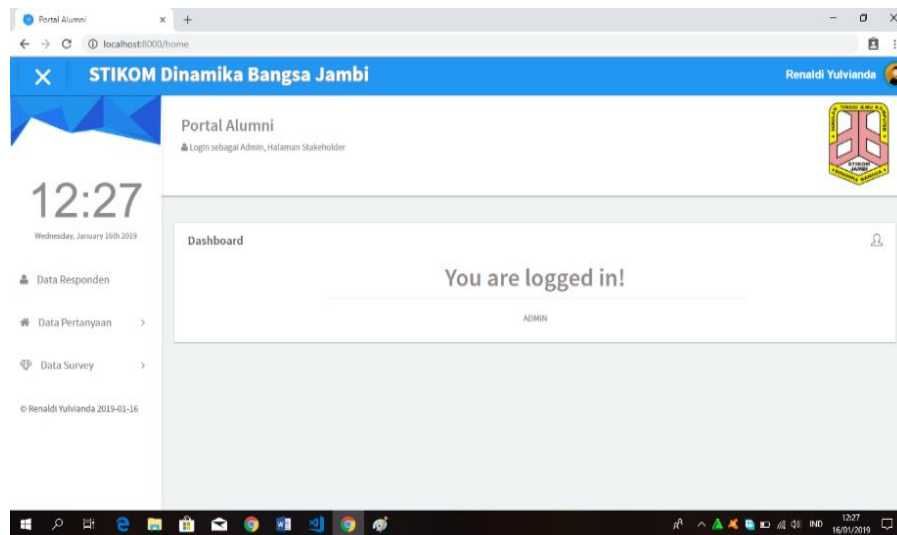 Portal Alumni
localhost:8000/home
STIKOM Dinamika Bangsa Jambi
Renaldi Yulvianda
Portal Alumni
Login sebagai Admin, Halaman Stakeholder
STIKOM
JAMBI
12:27
Wednesday, January 16th 2019
Dashboard
You are logged in!
ADMIN
Data Responden
Data Pertanyaan
Data Survey
© Renaldi Yulvianda 2019-01-16
IND
12:27
16/01/2019